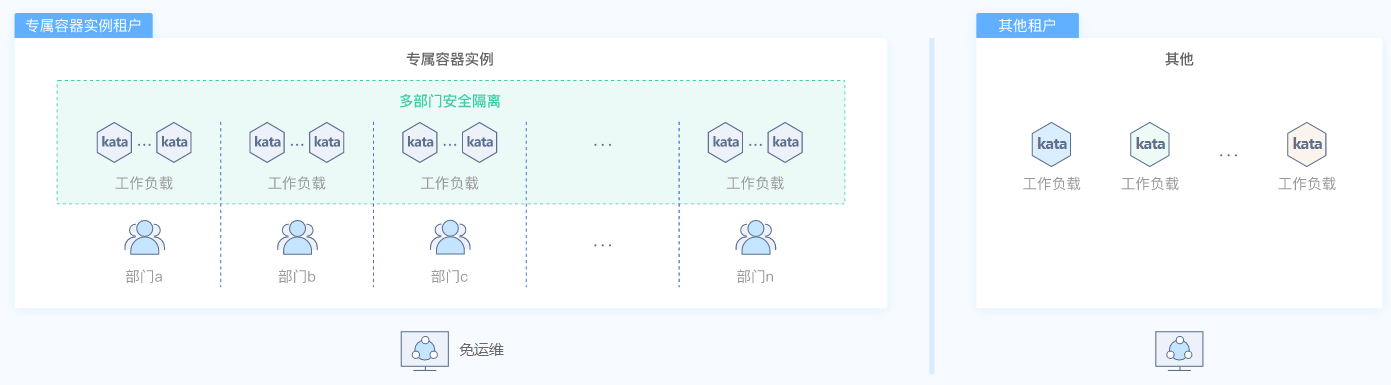 专属容器实例租户
专属容器实例
多部门安全隔离
kata ... kata kata ... kata kata ... kata ... kata ... kata
工作负载 工作负载 工作负载 工作负载
...
部门a 部门b 部门c 部门n
免运维
其他租户
其他
kata kata ... kata
工作负载 工作负载 工作负载